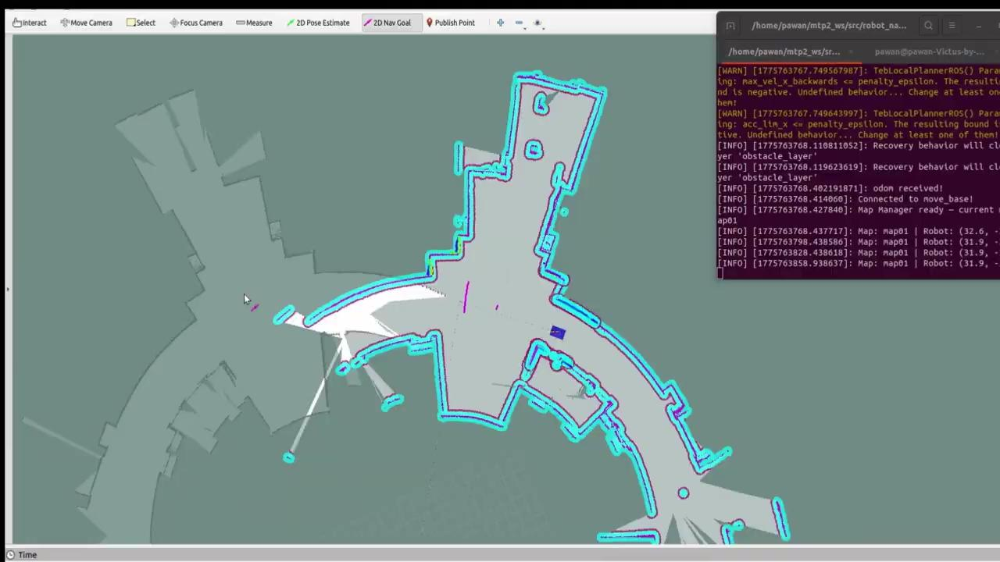 Interact Move Camera Select Focus Camera Measure 2D Pose Estimate 2D Nav Goal Publish Point
/home/pawan/mtp2_ws/src/robot_na...
/home/pawan/mtp2_ws/sr... pawan@pawan-Victus-by-...
[WARN] [1775763767.749567987]: TebLocalPlannerROS() Para
ing: max_vel_x_backwards <= penalty_epsilon. The resulting
nd is negative. Undefined behavior... Change at least one
hem!
[WARN] [1775763767.749643997]: TebLocalPlannerROS() Para
ing: acc_lim_x <= penalty_epsilon. The resulting bound i
tive. Undefined behavior... Change at least one of them!
[INFO] [1775763768.110811052]: Recovery behavior will cle
yer 'obstacle_layer'
[INFO] [1775763768.119623619]: Recovery behavior will cle
yer 'obstacle_layer'
[INFO] [1775763768.402191871]: odom received!
[INFO] [1775763768.414060]: Connected to move_base!
[INFO] [1775763768.427840]: Map Manager ready — current
ap01
[INFO] [1775763768.437717]: Map: map01 | Robot: (32.6, -
[INFO] [1775763798.438586]: Map: map01 | Robot: (31.9, -
[INFO] [1775763828.438618]: Map: map01 | Robot: (31.9, -
[INFO] [1775763858.938637]: Map: map01 | Robot: (31.9, -
Time